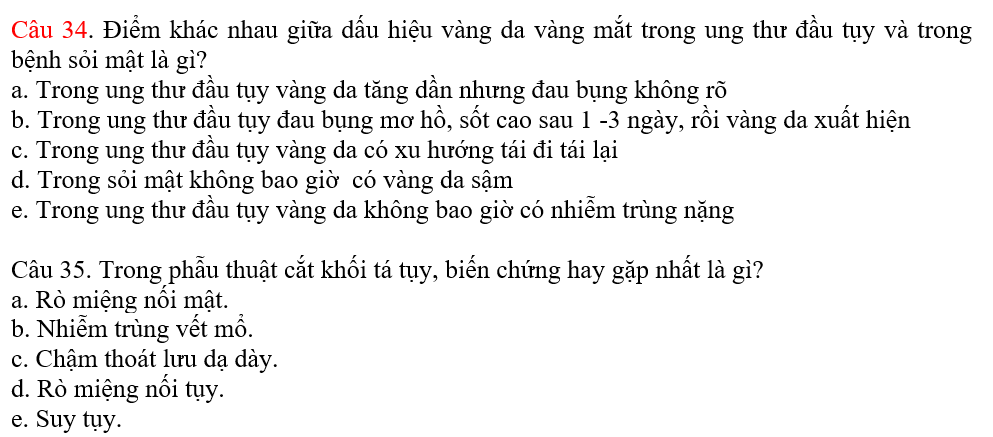 Câu 34. Điểm khác nhau giữa dấu hiệu vàng da vàng mắt trong ung thư đầu tụy và trong
bệnh sỏi mật là gì?
a. Trong ung thư đầu tụy vàng da tăng dần nhưng đau bụng không rõ
b. Trong ung thư đầu tụy đau bụng mơ hồ, sốt cao sau 1 -3 ngày, rồi vàng da xuất hiện
c. Trong ung thư đầu tụy vàng da có xu hướng tái đi tái lại
d. Trong sỏi mật không bao giờ  có vàng da sậm
e. Trong ung thư đầu tụy vàng da không bao giờ có nhiễm trùng nặng
Câu 35. Trong phẫu thuật cắt khối tá tụy, biến chứng hay gặp nhất là gì?
a. Rò miệng nối mật.
b. Nhiễm trùng vết mổ.
c. Chậm thoát lưu dạ dày.
d. Rò miệng nối tụy.
e. Suy tụy.